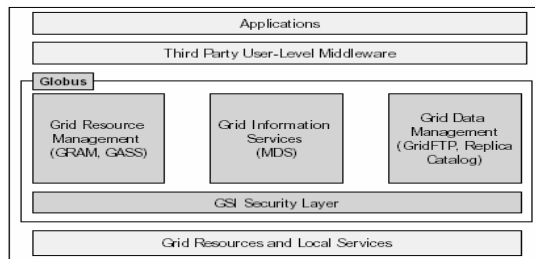 Applications
Third Party User-Level Middleware
Globus
Grid Resource
Management
(GRAM, GASS)
Grid Information
Services
(MDS)
Grid Data
Management
(GridFTP, Replica
Catalog)
GSI Security Layer
Grid Resources and Local Services